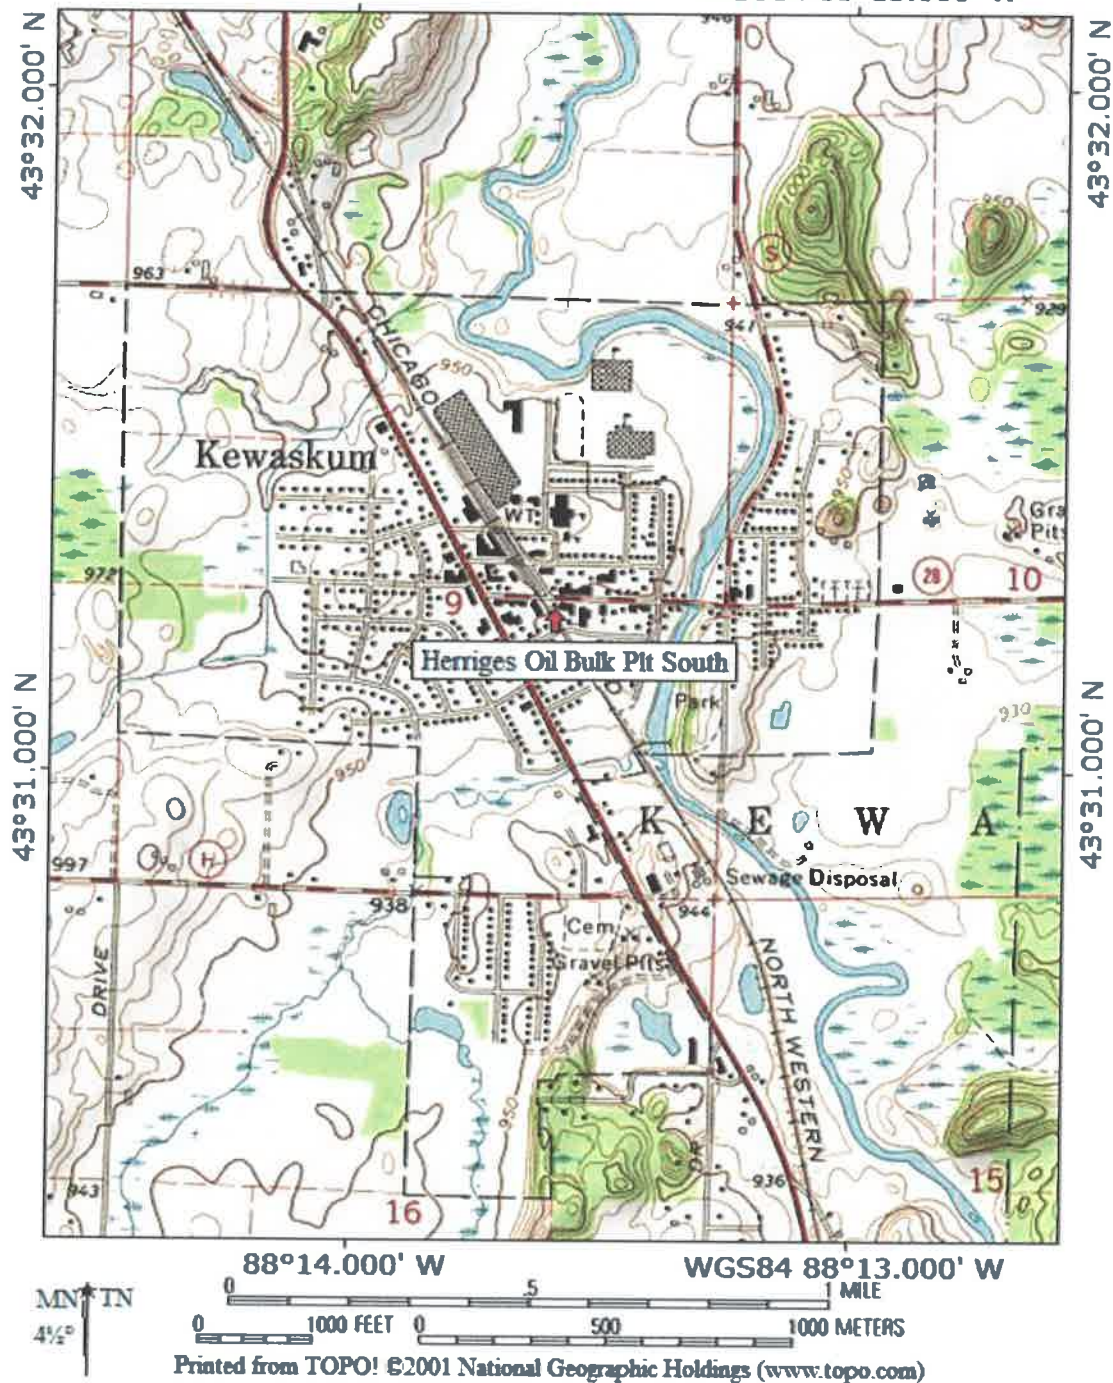 43°32.000' N
43°32.000' N
946
1000
950
S
963
929
941
CHICAGO
950
Kewaskum
950
WT
972
9
28
10
Herriges Oil Bulk Plt South
Park
930
43°31.000' N
43°31.000' N
950
K E W A
997
H
Sewage Disposal
938
944
Cem
Gravel Pits
DRIVE
NORTH WESTERN
950
DR
943
936
15
16
88°14.000' W
WGS84 88°13.000' W
MN TN
4½°
0 .5 1 MILE
0 1000 FEET 0 500 1000 METERS
Printed from TOPO! ©2001 National Geographic Holdings (www.topo.com)